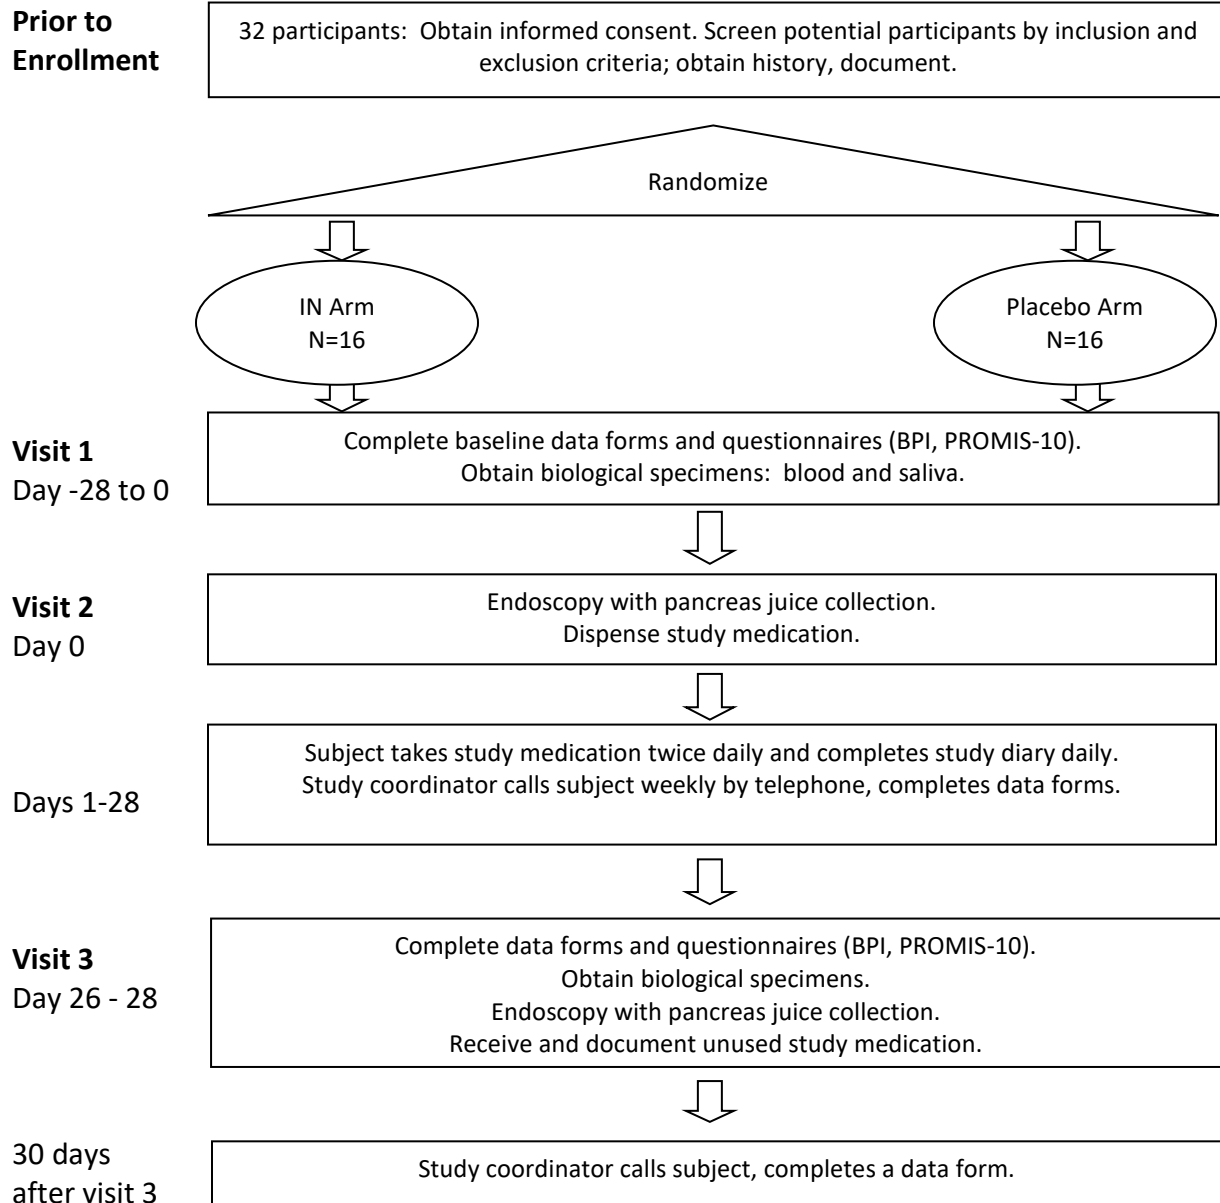 Prior to
Enrollment
32 participants:  Obtain informed consent. Screen potential participants by inclusion and
exclusion criteria; obtain history, document.
Randomize
IN Arm
N=16
Placebo Arm
N=16
Visit 1
Day -28 to 0
Complete baseline data forms and questionnaires (BPI, PROMIS-10).
Obtain biological specimens:  blood and saliva.
Visit 2
Day 0
Endoscopy with pancreas juice collection.
Dispense study medication.
Days 1-28
Subject takes study medication twice daily and completes study diary daily.
Study coordinator calls subject weekly by telephone, completes data forms.
Visit 3
Day 26 - 28
Complete data forms and questionnaires (BPI, PROMIS-10).
Obtain biological specimens.
Endoscopy with pancreas juice collection.
Receive and document unused study medication.
30 days
after visit 3
Study coordinator calls subject, completes a data form.